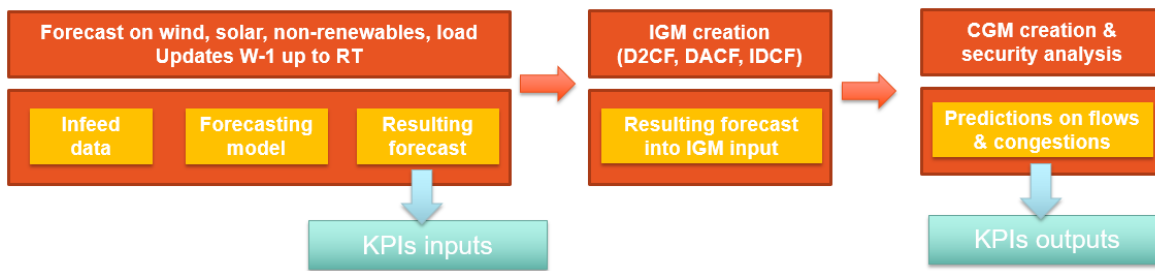 Forecast on wind, solar, non-renewables, load
Updates W-1 up to RT
Infeed
data
Forecasting
model
Resulting
forecast
KPIs inputs
IGM creation
(D2CF, DACF, IDCF)
Resulting forecast
into IGM input
CGM creation &
security analysis
Predictions on flows
& congestions
KPIs outputs